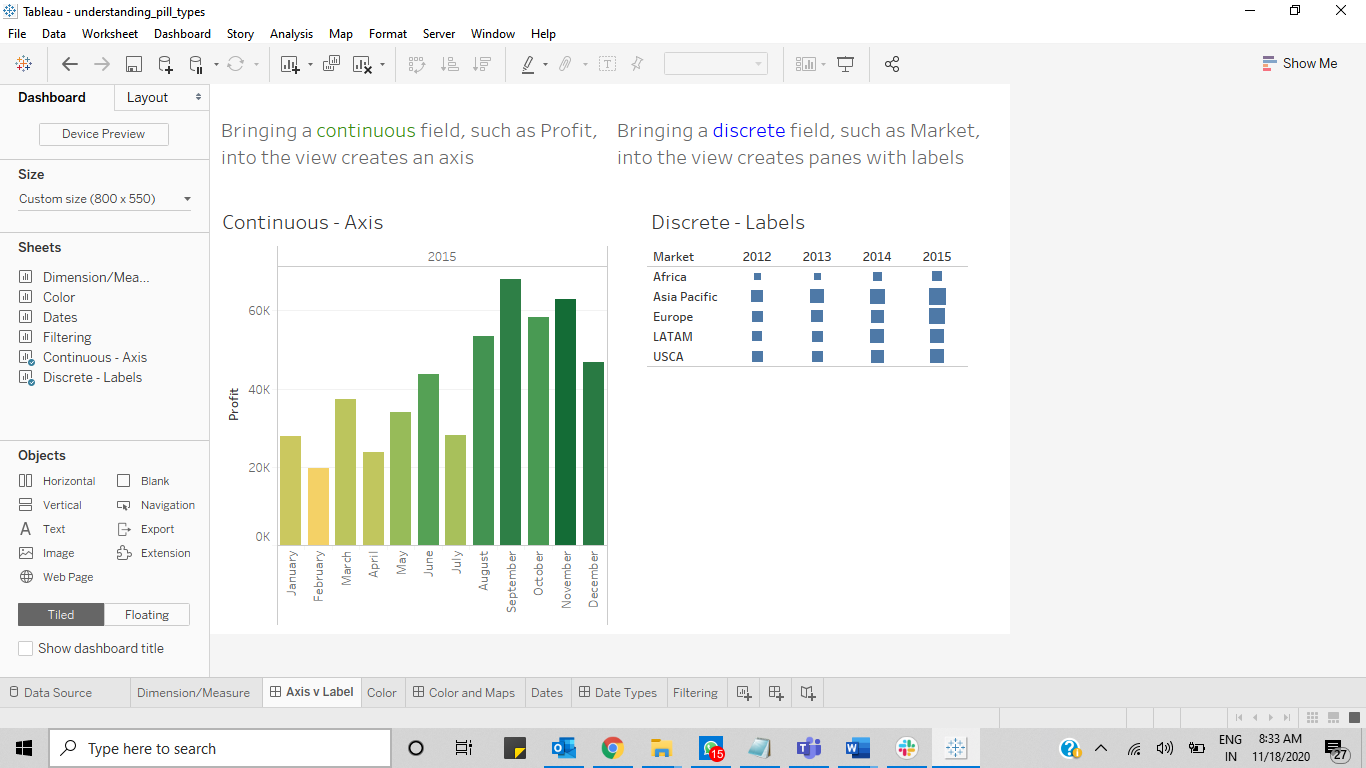 Tableau - understanding_pill_types
File Data Worksheet Dashboard Story Analysis Map Format Server Window Help
Show Me
Dashboard Layout
Device Preview
Size
Custom size (800 x 550)
Sheets
Dimension/Mea...
Color
Dates
Filtering
Continuous - Axis
Discrete - Labels
Objects
Horizontal Blank
Vertical Navigation
Text Export
Image Extension
Web Page
Tiled Floating
Show dashboard title
Bringing a continuous field, such as Profit,
into the view creates an axis
Bringing a discrete field, such as Market,
into the view creates panes with labels
Continuous - Axis
2015
Profit
60K
40K
20K
0K
January
February
March
April
May
June
July
August
September
October
November
December
Discrete - Labels
Market 2012 2013 2014 2015
Africa
Asia Pacific
Europe
LATAM
USCA
Data Source Dimension/Measure Axis v Label Color Color and Maps Dates Date Types Filtering
Type here to search
15
ENG
IN
8:33 AM
11/18/2020
27